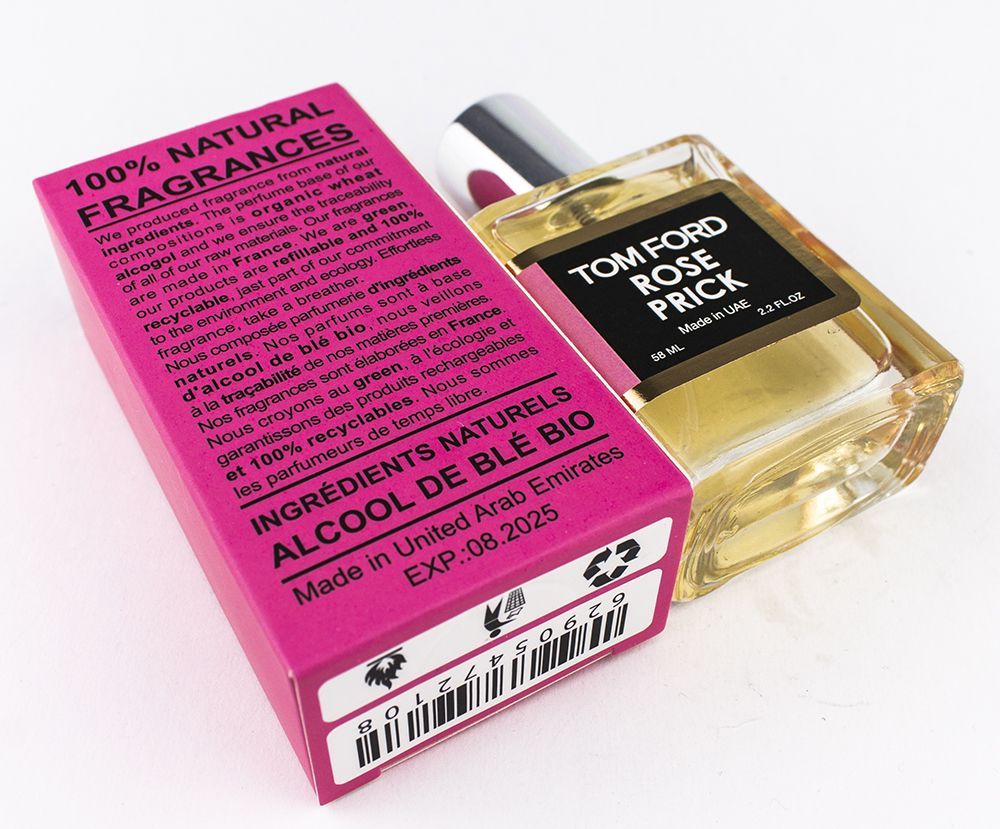 100% NATURAL
FRAGRANCES
We produced fragrance from natural
ingredients. The perfume base of our
compositions is organic wheat
alcogol and we ensure the traceability
of all of our raw materials. Our fragrances
are made in France. We are green,
our products are refillable and 100%
recyclable, jast part of our commitment
to the environment and ecology. Effortless
fragrance, take a breather.
Nous composée parfumerie d'ingrédients
naturels. Nos parfums sont à base
d'alcool de blé bio, nous veillons
à la traçabilité de nos matières premières.
Nos fragrances sont élaborées en France.
Nous croyons au green, à l'écologie et
garantissons des produits rechargeables
et 100% recyclables. Nous sommes
les parfumeurs de temps libre.
INGRÉDIENTS NATURELS
ALCOOL DE BLÉ BIO
Made in United Arab Emirates
EXP.:08.2025
62905472108
TOM FORD
ROSE
PRICK
Made in UAE
58 ML 2.2 FL.OZ